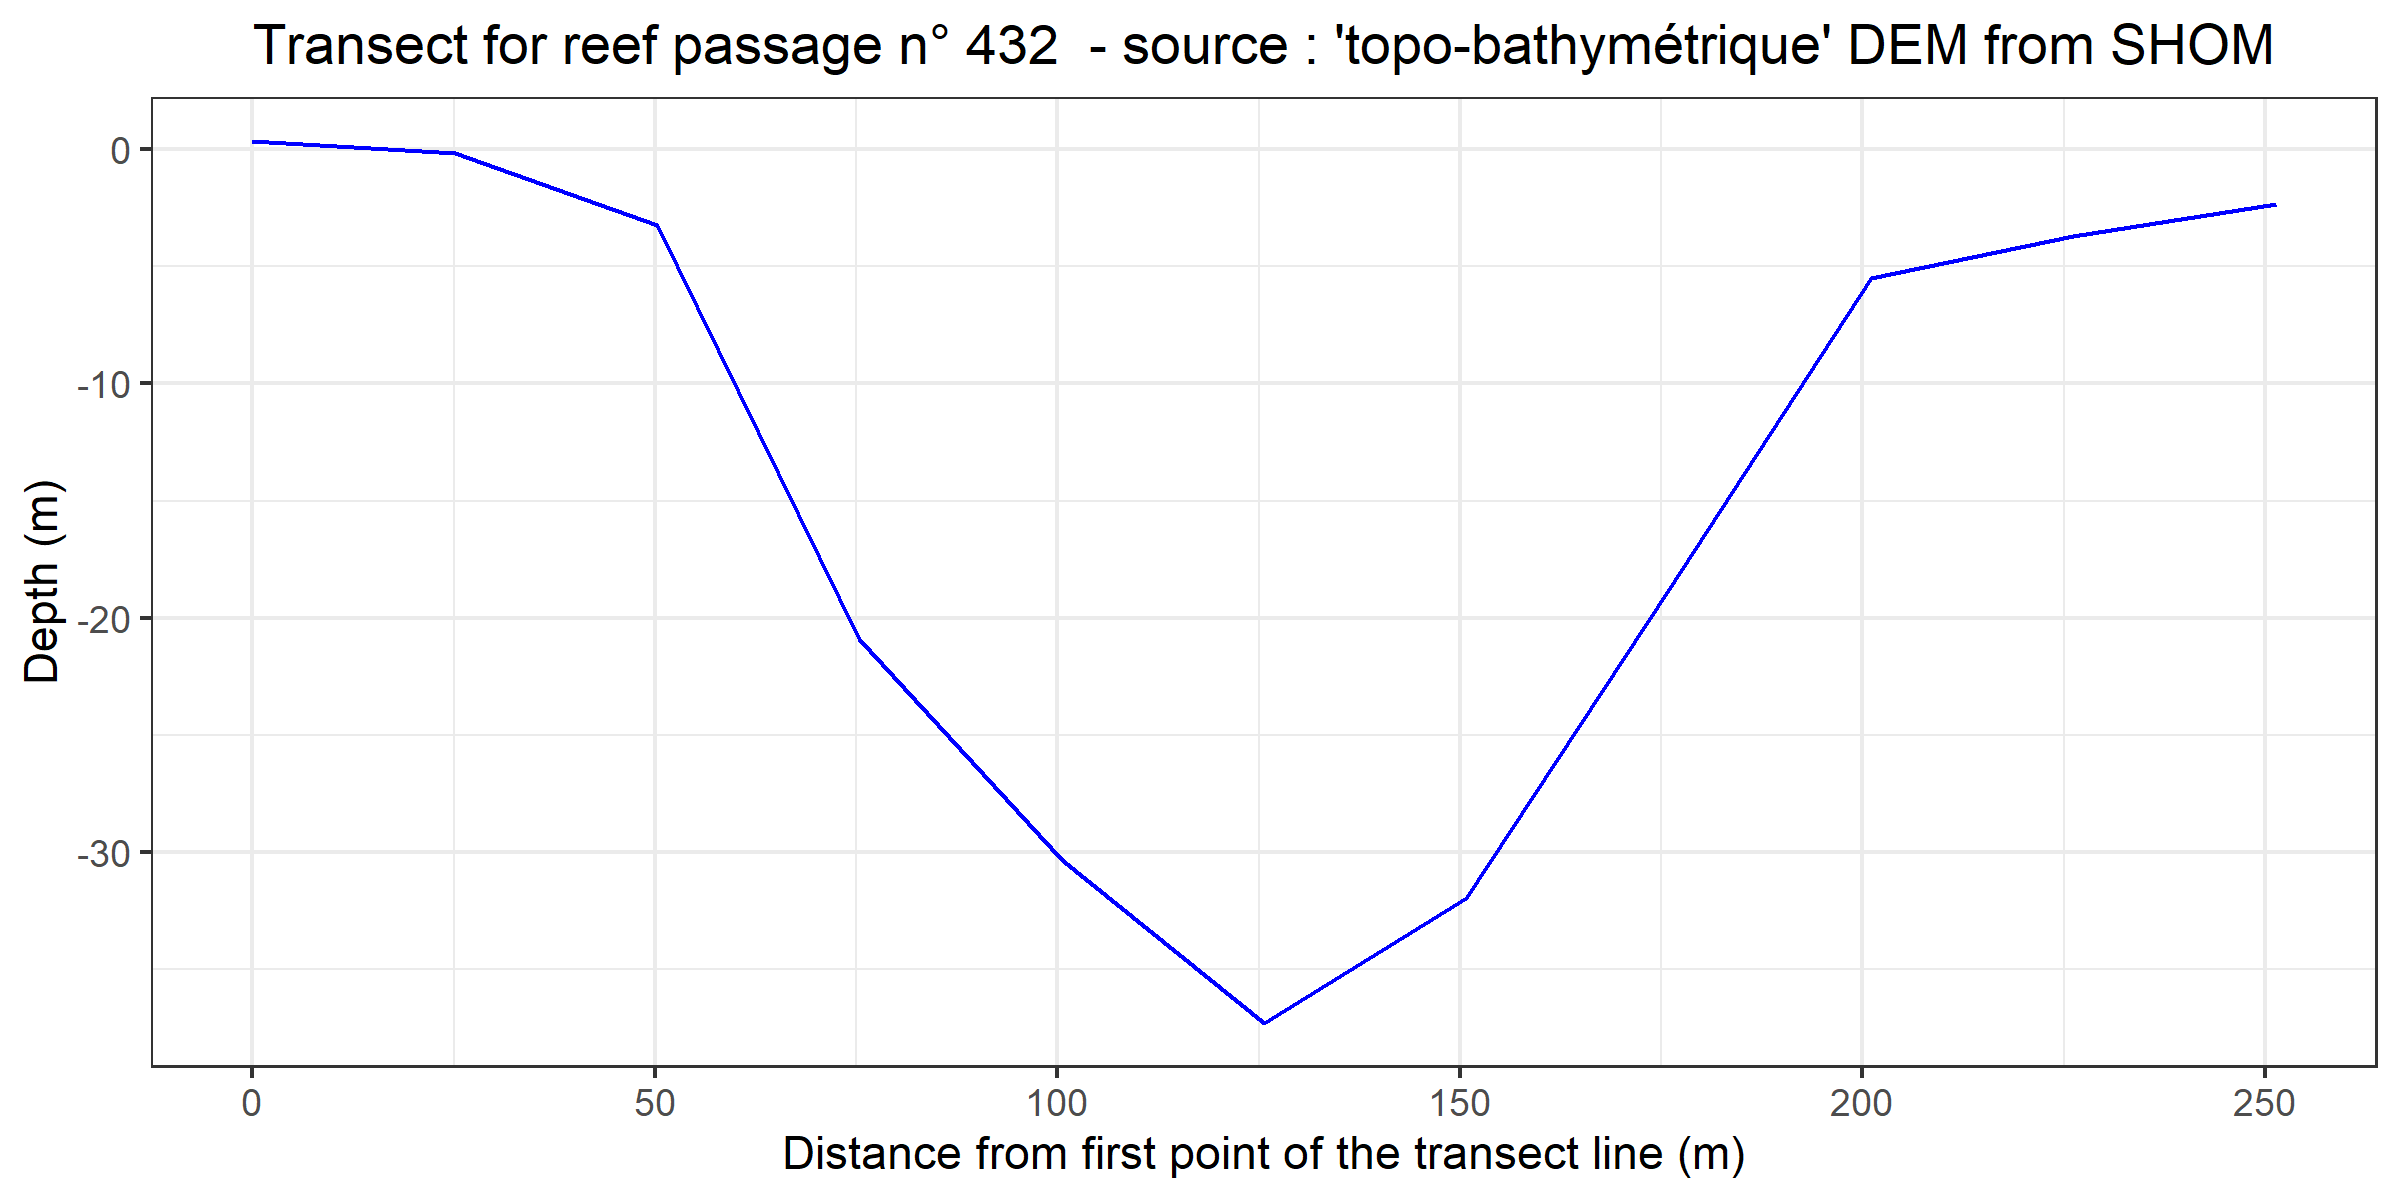 Transect for reef passage n° 432  - source : 'topo-bathymétrique' DEM from SHOM
Depth (m)
0
-10
-20
-30
0 50 100 150 200 250
Distance from first point of the transect line (m)